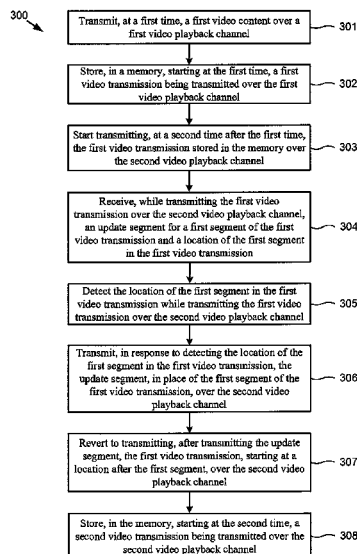 300
Transmit, at a first time, a first video content over a
first video playback channel
301
Store, in a memory, starting at the first time, a first
video transmission being transmitted over the first
video playback channel
302
Start transmitting, at a second time after the first time,
the first video transmission stored in the memory over
the second video playback channel
303
Receive, while transmitting the first video
transmission over the second video playback channel,
an update segment for a first segment of the first
video transmission and a location of the first segment
in the first video transmission
304
Detect the location of the first segment in the first
video transmission while transmitting the first video
transmission over the second video playback channel
305
Transmit, in response to detecting the location of the
first segment in the first video transmission, the
update segment, in place of the first segment of the
first video transmission, over the second video
playback channel
306
Revert to transmitting, after transmitting the update
segment, the first video transmission, starting at a
location after the first segment, over the second video
playback channel
307
Store, in the memory, starting at the second time, a
second video transmission being transmitted over the
second video playback channel
308